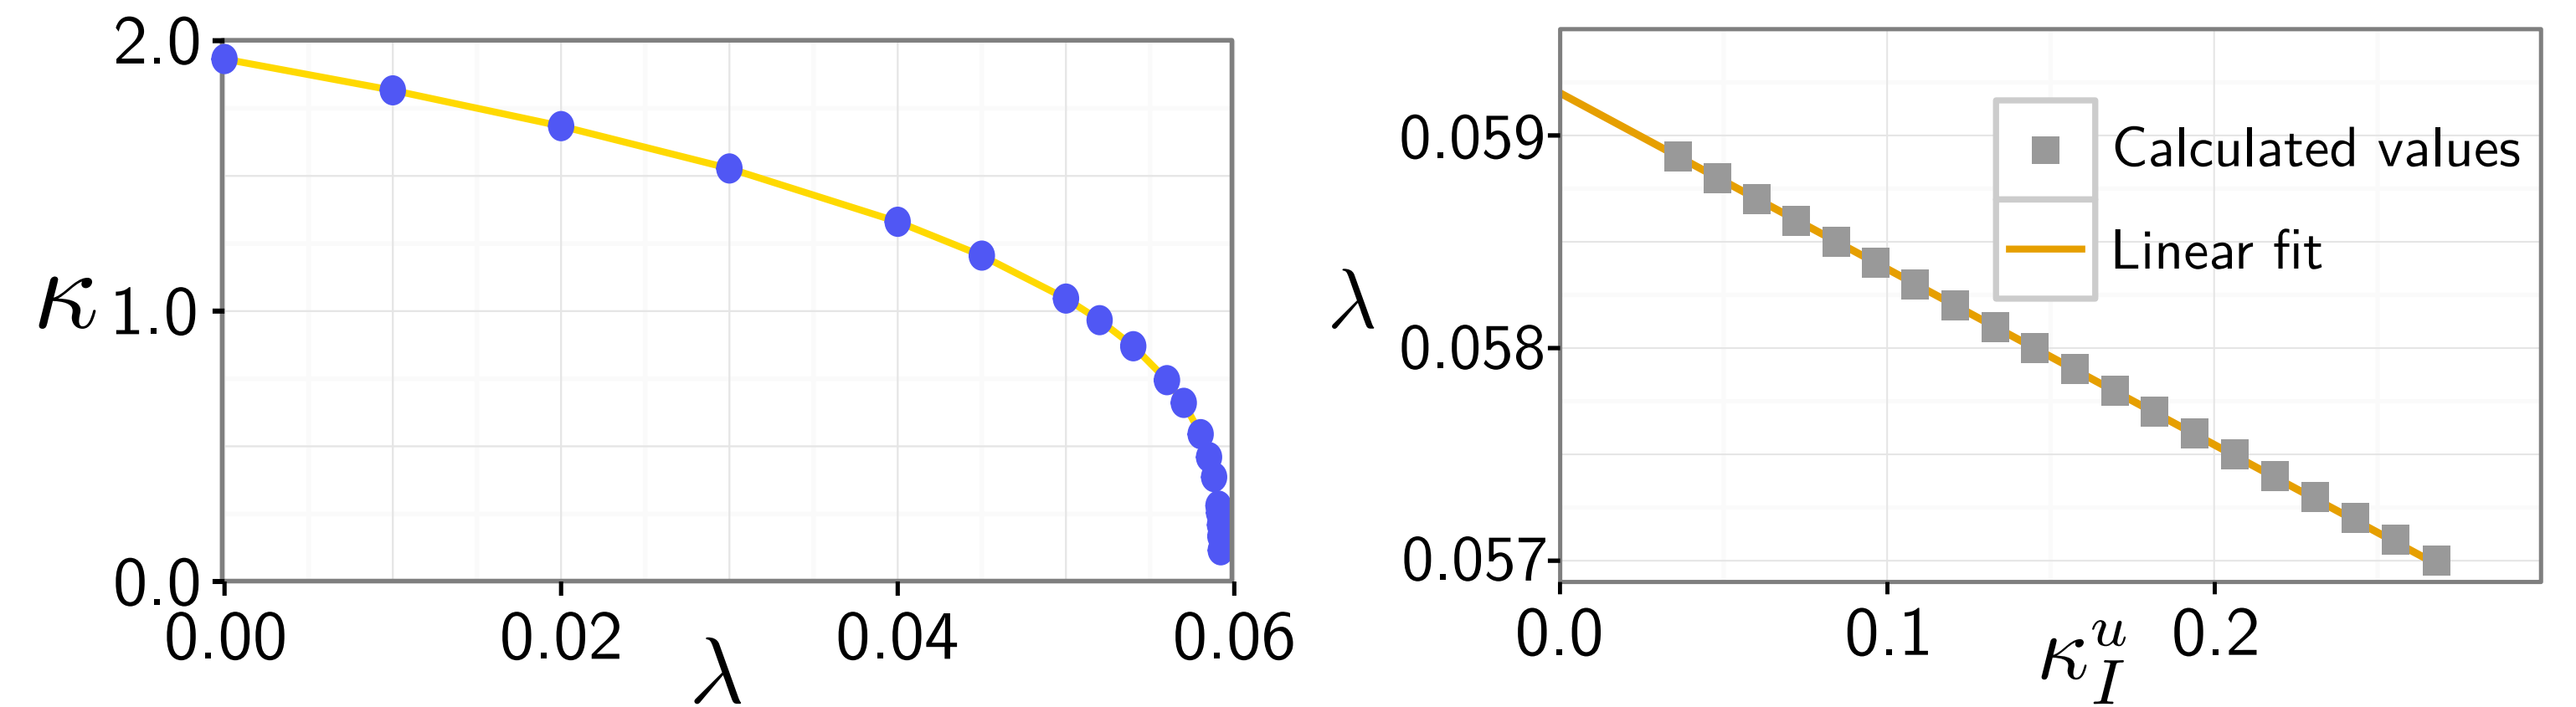 2.0
κ 1.0
0.0
0.00 0.02 0.04 0.06
λ
0.059
λ 0.058
0.057
0.0 0.1 0.2
κ_I^u
Calculated values
Linear fit